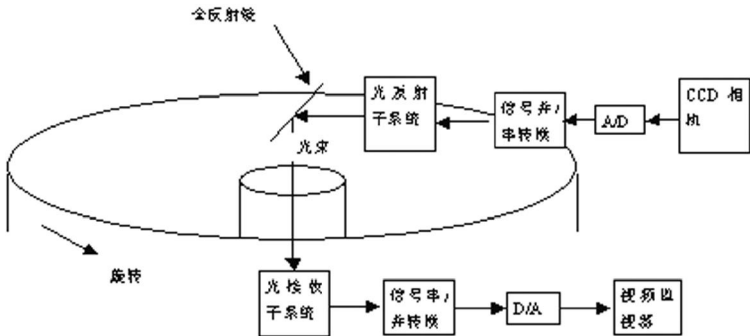 全反射镜
光发射
子系统
信号并/
串转换
A/D
CCD 相
机
光束
旋转
光接收
子系统
信号串/
并转换
D/A
视频监
视器